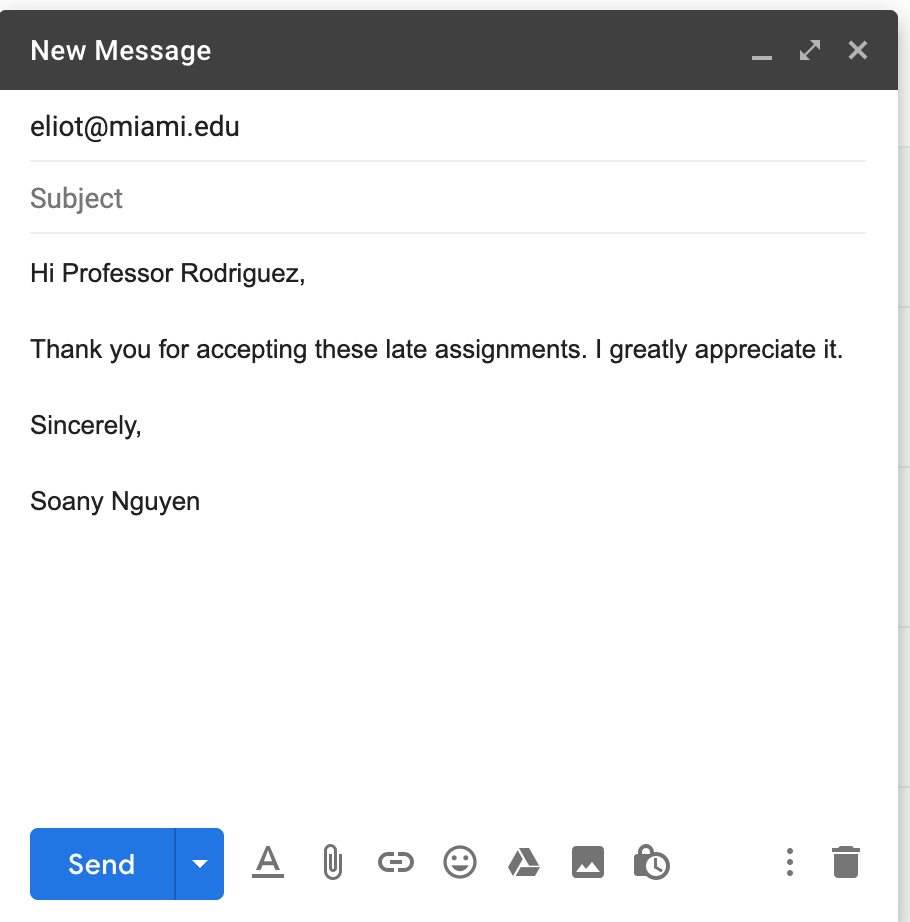 New Message
eliot@miami.edu
Subject
Hi Professor Rodriguez,
Thank you for accepting these late assignments. I greatly appreciate it.
Sincerely,
Soany Nguyen
Send